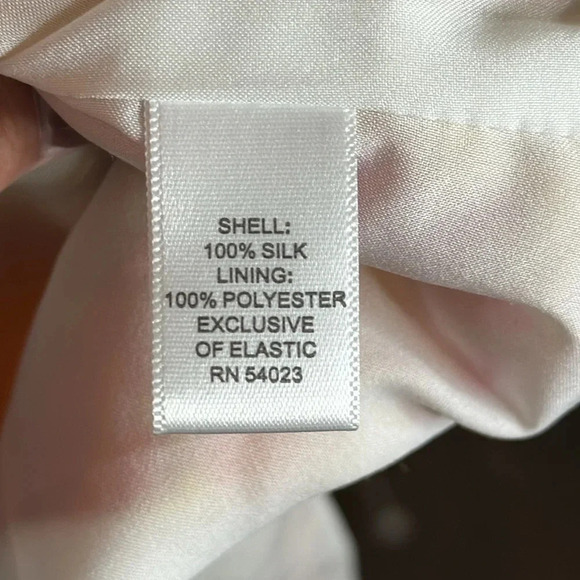 SHELL:
100% SILK
LINING:
100% POLYESTER
EXCLUSIVE
OF ELASTIC
RN 54023